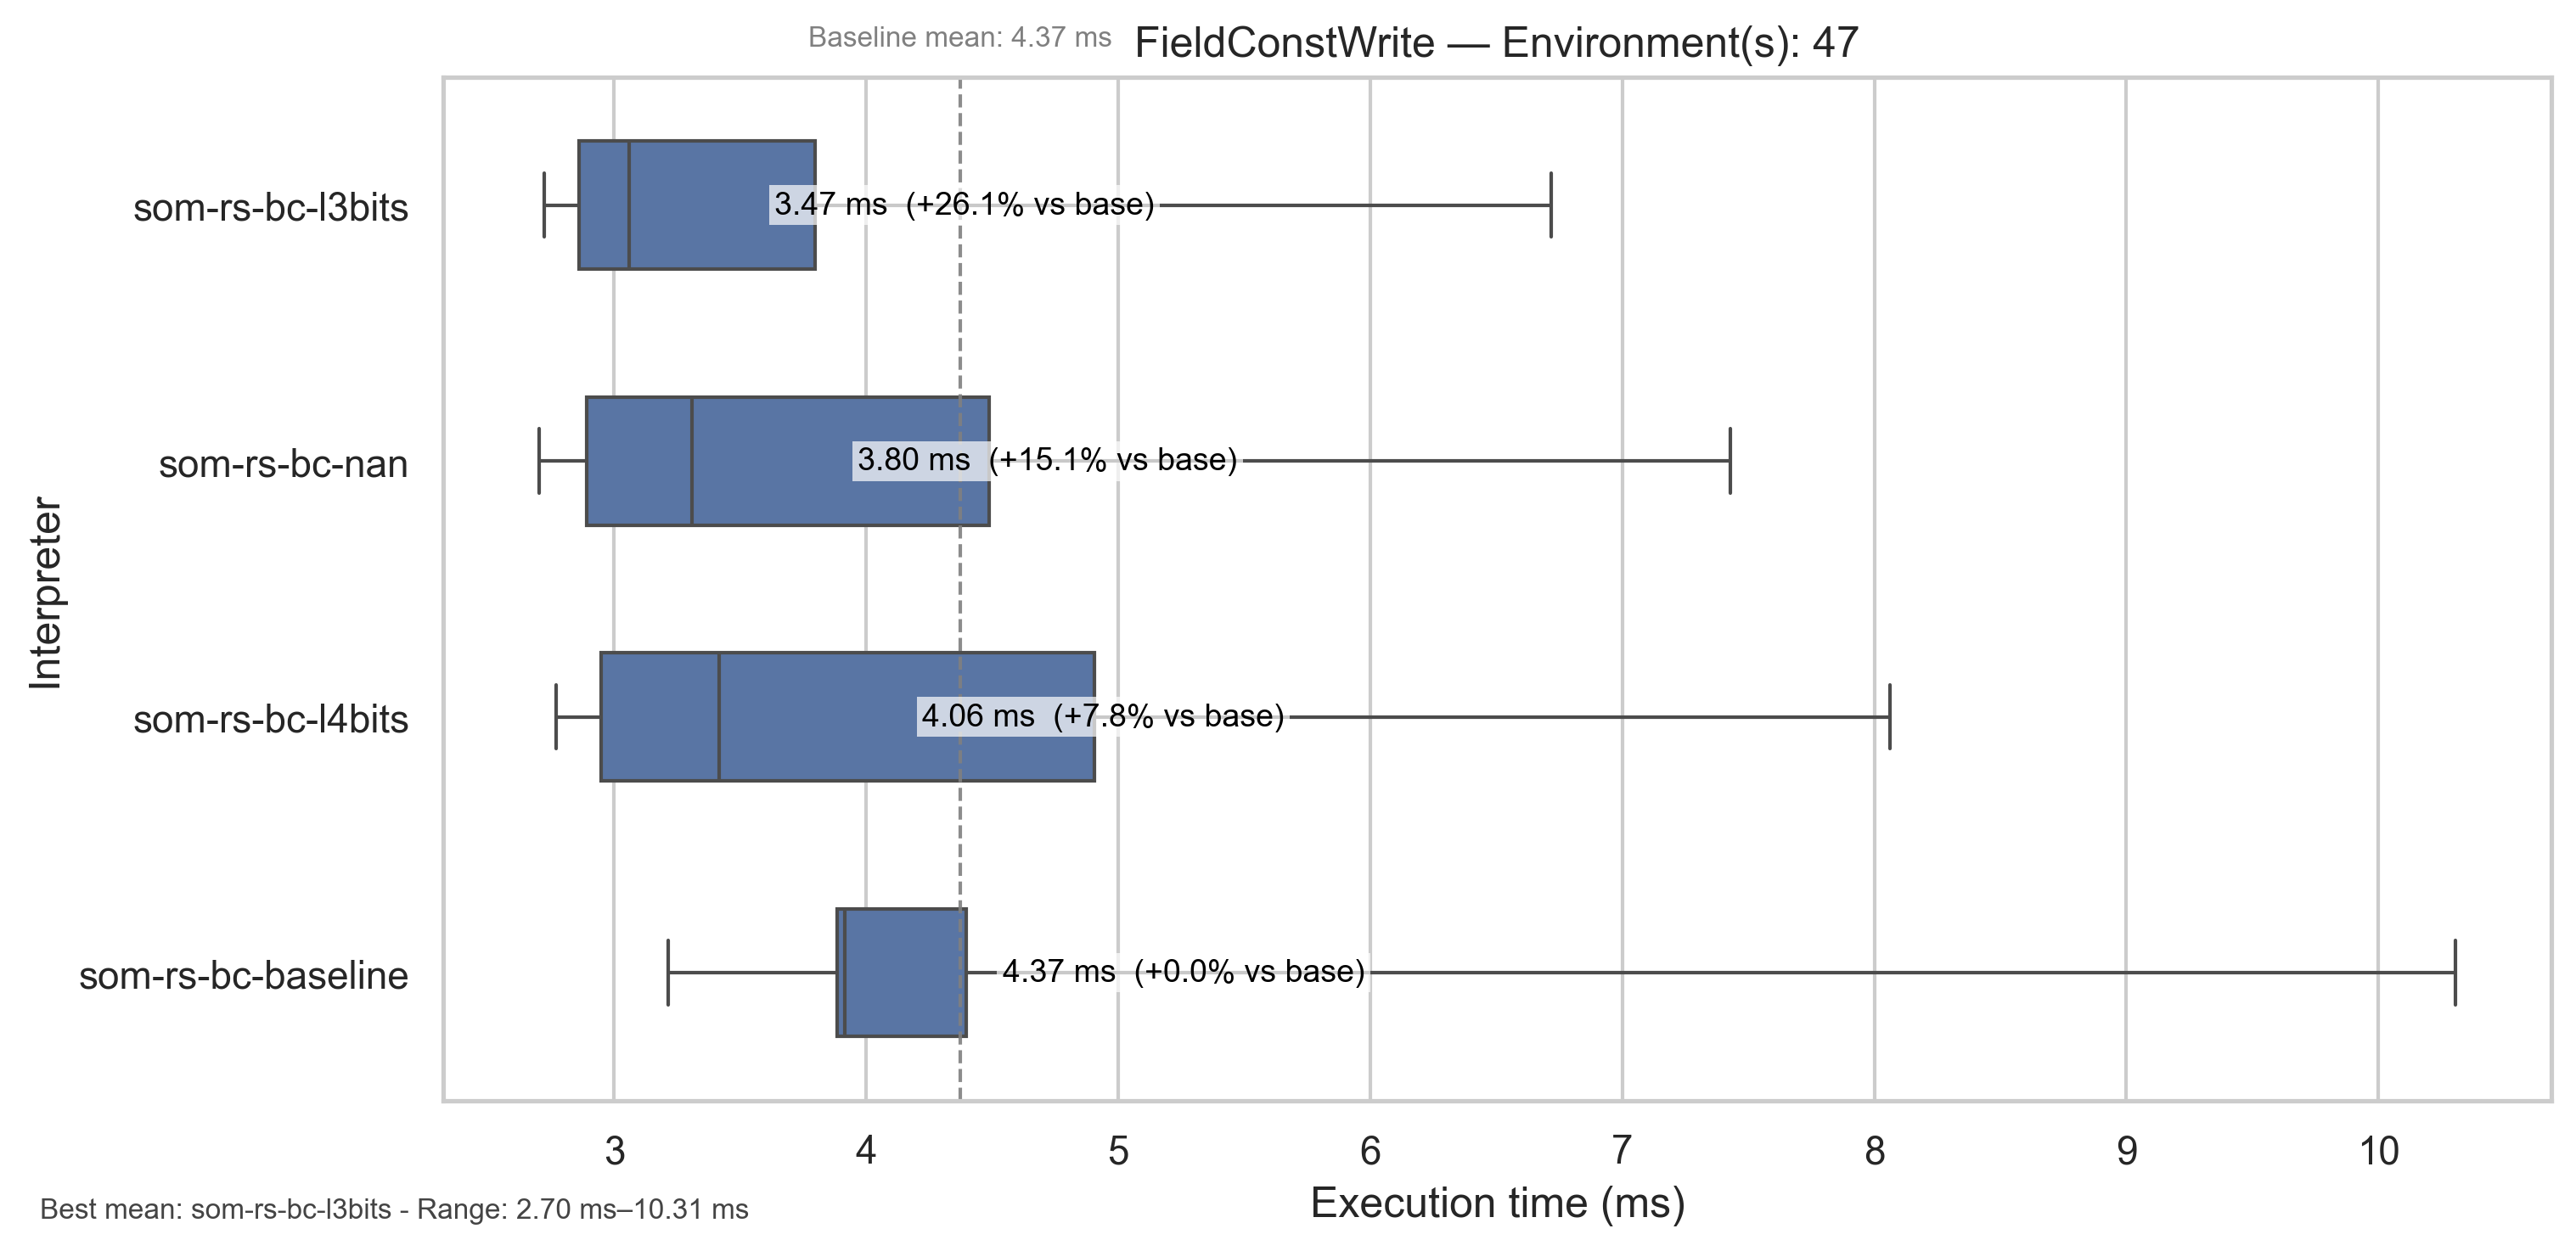 Baseline mean: 4.37 ms
FieldConstWrite — Environment(s): 47
Interpreter
som-rs-bc-l3bits
3.47 ms (+26.1% vs base)
som-rs-bc-nan
3.80 ms (+15.1% vs base)
som-rs-bc-l4bits
4.06 ms (+7.8% vs base)
som-rs-bc-baseline
4.37 ms (+0.0% vs base)
3 4 5 6 7 8 9 10
Execution time (ms)
Best mean: som-rs-bc-l3bits - Range: 2.70 ms–10.31 ms